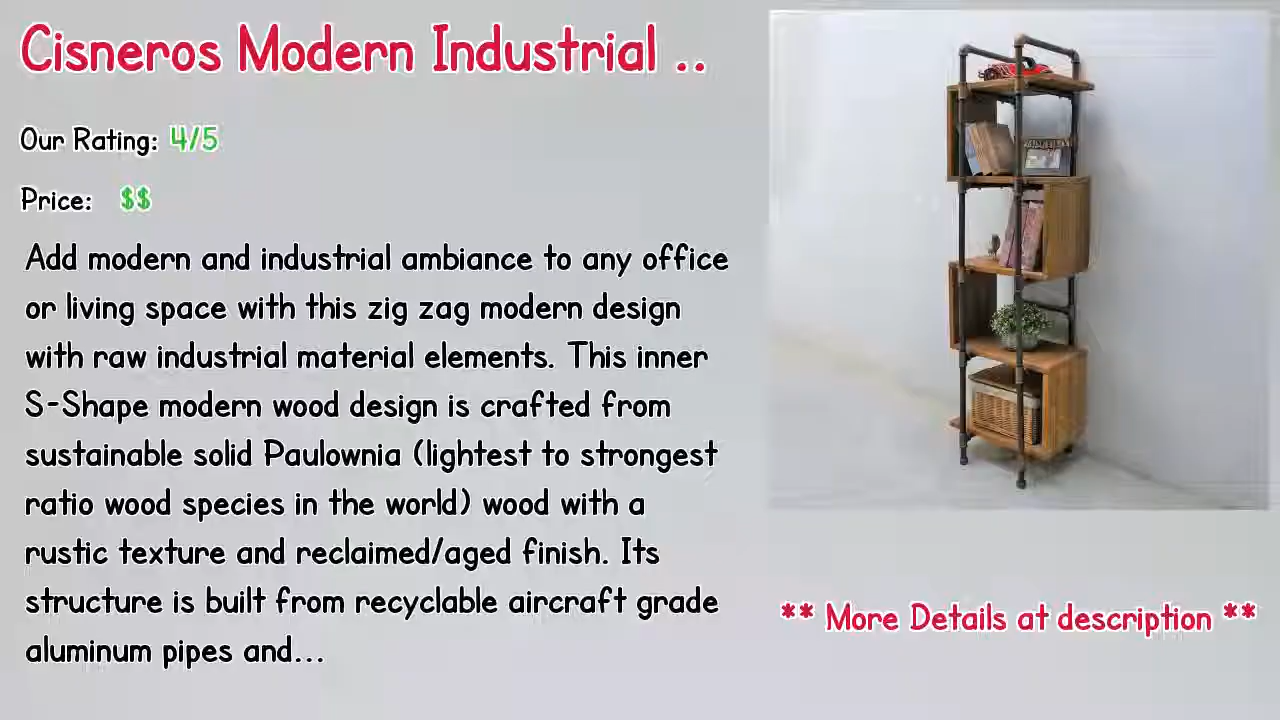 Cisneros Modern Industrial ..
Our Rating: 4/5
Price: $$
Add modern and industrial ambiance to any office
or living space with this zig zag modern design
with raw industrial material elements. This inner
S-Shape modern wood design is crafted from
sustainable solid Paulownia (lightest to strongest
ratio wood species in the world) wood with a
rustic texture and reclaimed/aged finish. Its
structure is built from recyclable aircraft grade
aluminum pipes and...
** More Details at description **